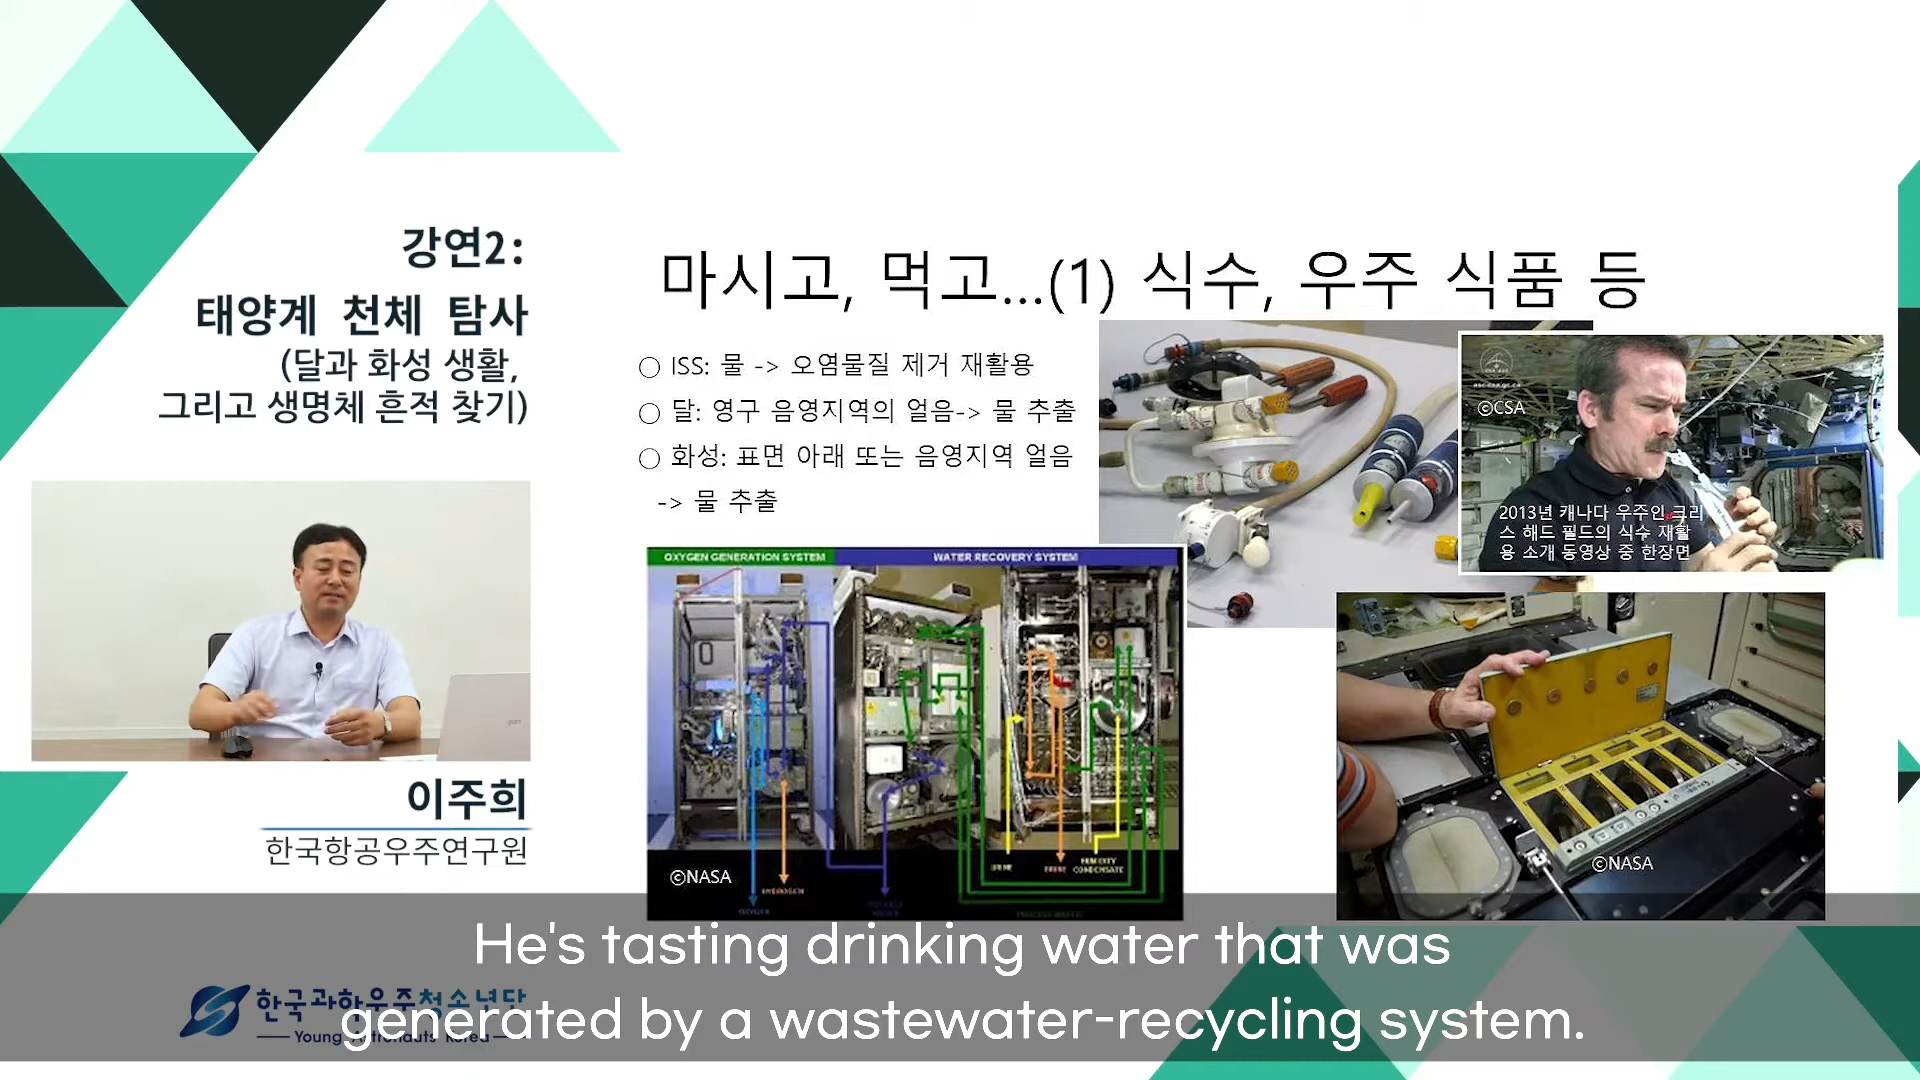 강연2:
태양계 천체 탐사
(달과 화성 생활,
그리고 생명체 흔적 찾기)
이주희
한국항공우주연구원
마시고, 먹고...(1) 식수, 우주 식품 등
○ ISS: 물 -> 오염물질 제거 재활용
○ 달: 영구 음영지역의 얼음-> 물 추출
○ 화성: 표면 아래 또는 음영지역 얼음
-> 물 추출
©CSA
2013년 캐나다 우주인 크리
스 해드 필드의 식수 재활
용 소개 동영상 중 한장면
OXYGEN GENERATION SYSTEM
WATER RECOVERY SYSTEM
URINE
BRINE
HUMIDITY
CONDENSATE
HYDROGEN
OXYGEN
©NASA
©NASA
He's tasting drinking water that was
generated by a wastewater-recycling system.
한국과학우주청소년단
Young Astronauts Korea